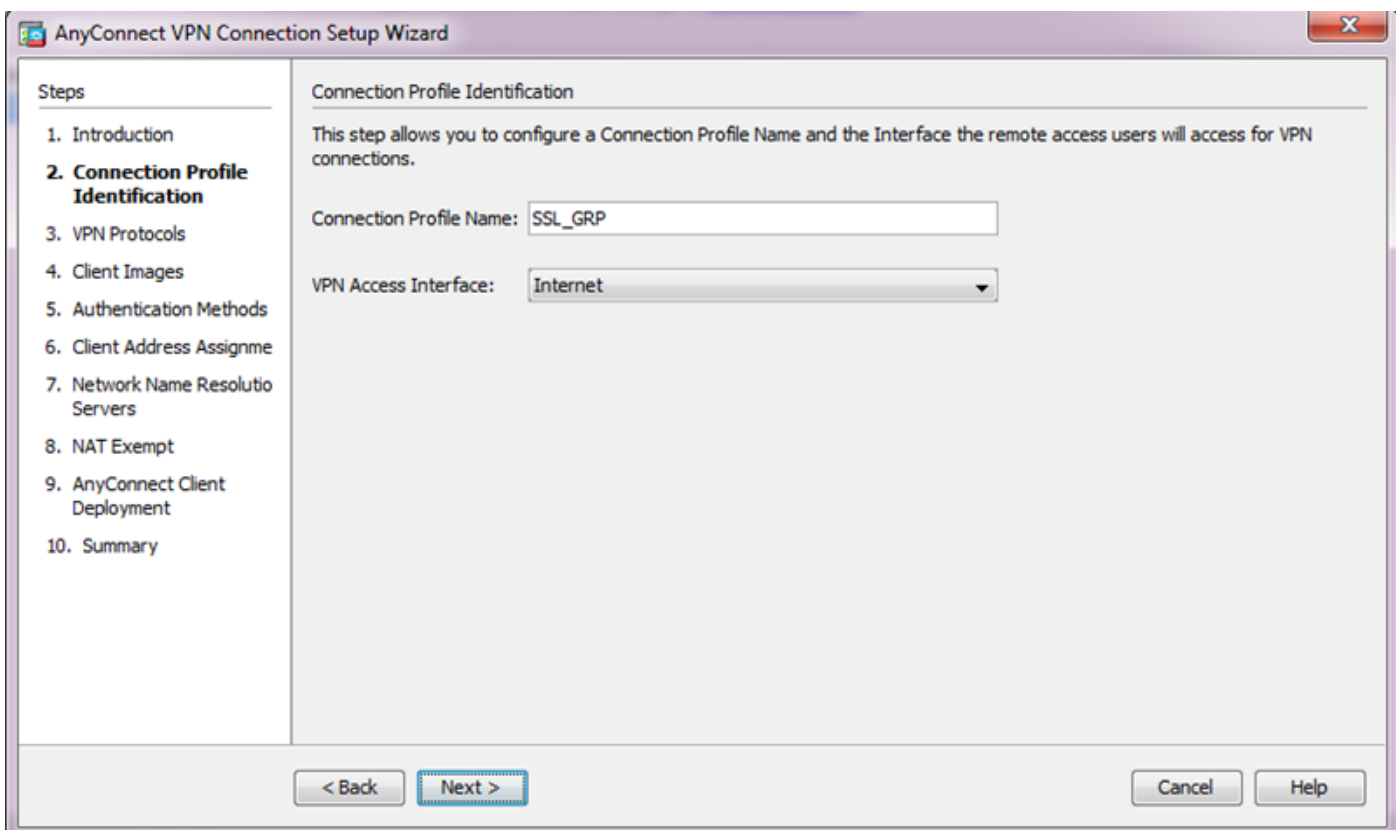 AnyConnect VPN Connection Setup Wizard
Steps
1. Introduction
2. Connection Profile
Identification
3. VPN Protocols
4. Client Images
5. Authentication Methods
6. Client Address Assignme
7. Network Name Resolutio
Servers
8. NAT Exempt
9. AnyConnect Client
Deployment
10. Summary
Connection Profile Identification
This step allows you to configure a Connection Profile Name and the Interface the remote access users will access for VPN
connections.
Connection Profile Name: SSL_GRP
VPN Access Interface: Internet
< Back Next > Cancel Help